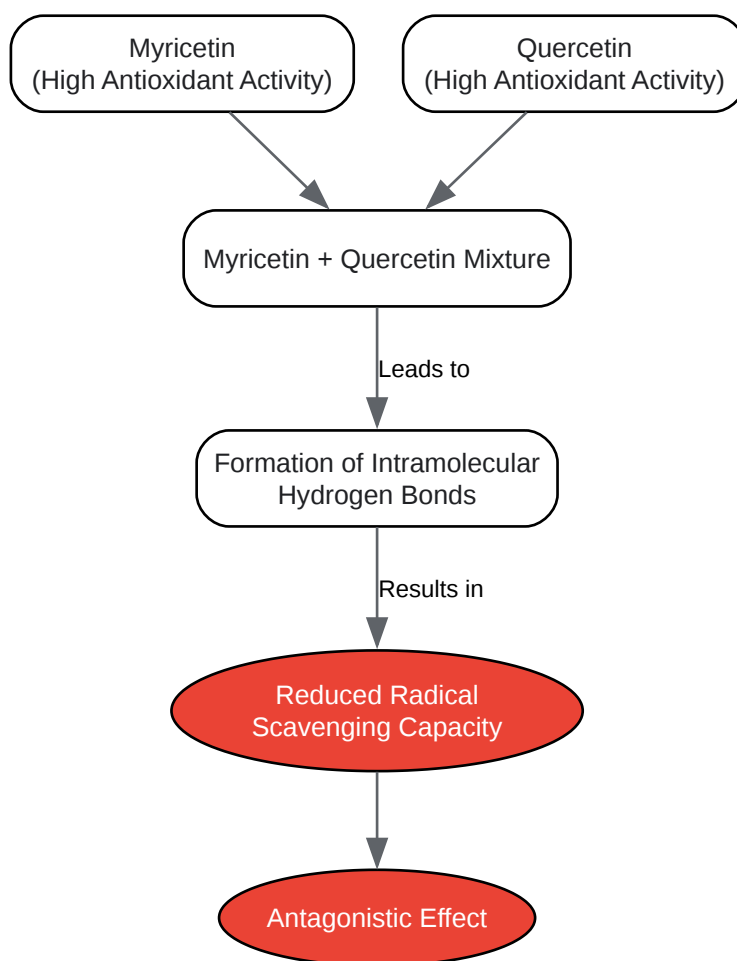 Myricetin
(High Antioxidant Activity)
Quercetin
(High Antioxidant Activity)
Myricetin + Quercetin Mixture
Leads to
Formation of Intramolecular
Hydrogen Bonds
Results in
Reduced Radical
Scavenging Capacity
Antagonistic Effect